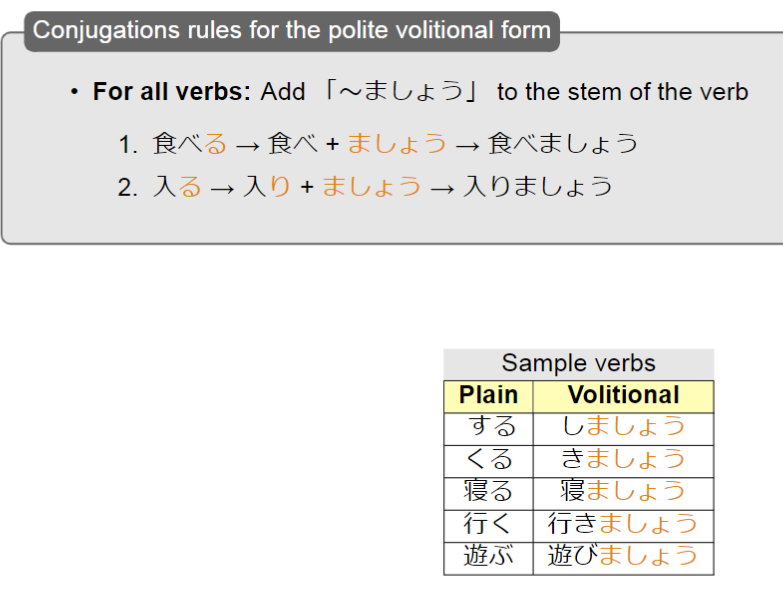 Conjugations rules for the polite volitional form
• For all verbs: Add 「～ましょう」 to the stem of the verb
1. 食べる → 食べ + ましょう → 食べましょう
2. 入る → 入り + ましょう → 入りましょう
Sample verbs
Plain Volitional
する しましょう
くる きましょう
寝る 寝ましょう
行く 行きましょう
遊ぶ 遊びましょう